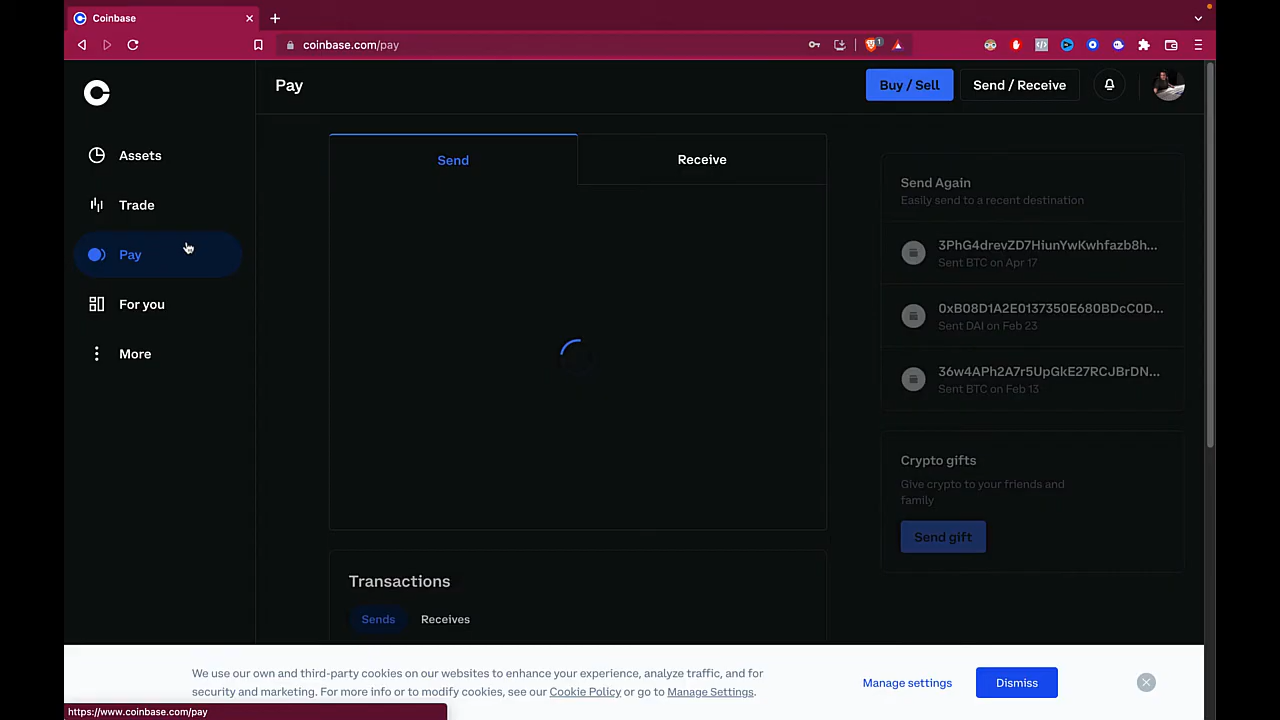 Coinbase
coinbase.com/pay
1
Pay
Buy / Sell
Send / Receive
Assets
Trade
Pay
For you
More
Send
Receive
Send Again
Easily send to a recent destination
3PhG4drevZD7HiunYwKwhfazb8h...
Sent BTC on Apr 17
0xB08D1A2E0137350E680BDcC0D...
Sent DAI on Feb 23
36w4APh2A7r5UpGkE27RCJBrDN...
Sent BTC on Feb 13
Crypto gifts
Give crypto to your friends and
family
Send gift
Transactions
Sends
Receives
We use our own and third-party cookies on our websites to enhance your experience, analyze traffic, and for
security and marketing. For more info or to modify cookies, see our Cookie Policy or go to Manage Settings.
Manage settings
Dismiss
https://www.coinbase.com/pay